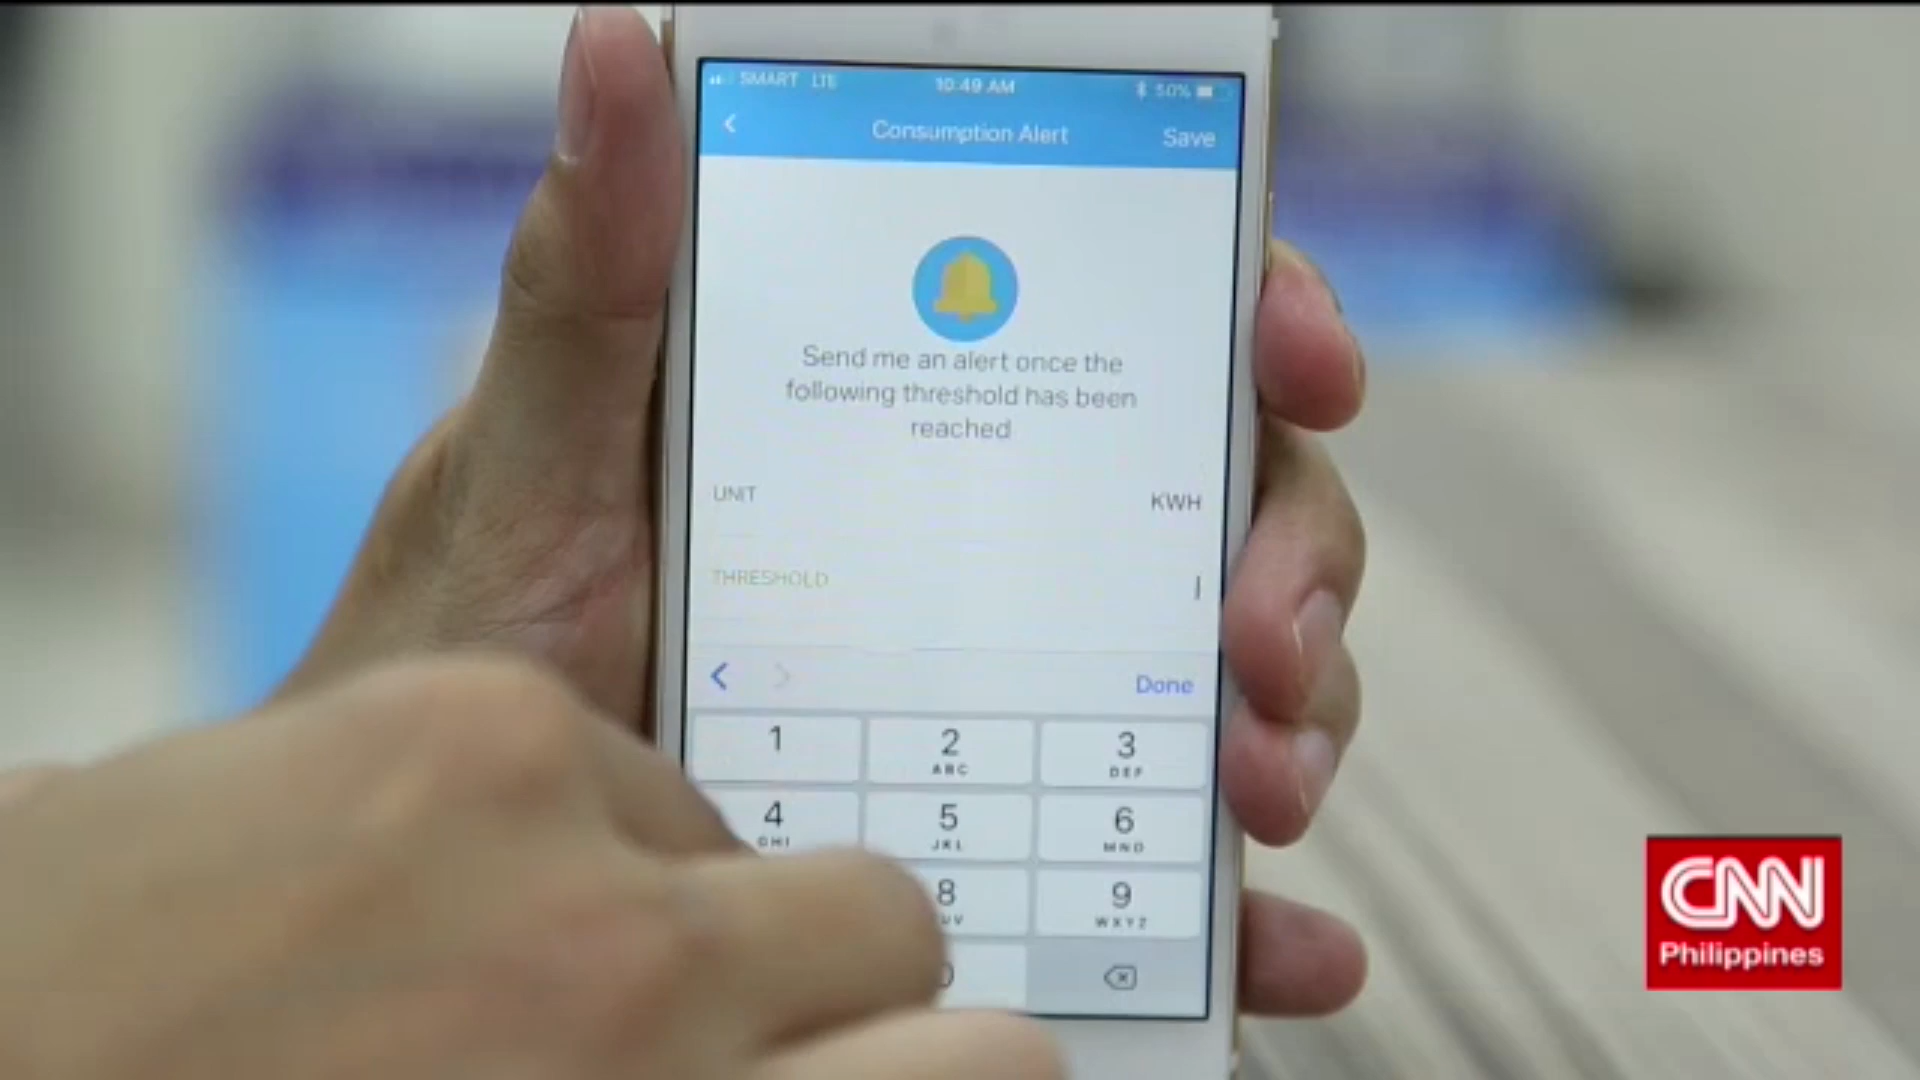 SMART LTE 10:49 AM 50%
Consumption Alert Save
Send me an alert once the
following threshold has been
reached
UNIT KWH
THRESHOLD
Done
1 2 3
ABC DEF
4 5 6
GHI JKL MNO
8 9
UV WXYZ
0
CNN
Philippines